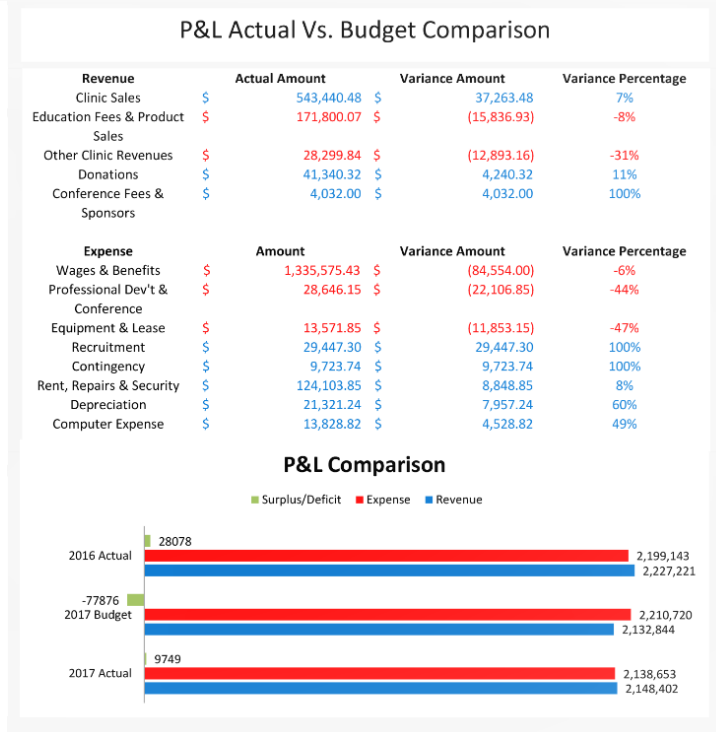 P&L Actual Vs. Budget Comparison
Revenue Actual Amount Variance Amount Variance Percentage
Clinic Sales $ 543,440.48 $ 37,263.48 7%
Education Fees & Product $ 171,800.07 $ (15,836.93) -8%
Sales
Other Clinic Revenues $ 28,299.84 $ (12,893.16) -31%
Donations $ 41,340.32 $ 4,240.32 11%
Conference Fees & $ 4,032.00 $ 4,032.00 100%
Sponsors
Expense Amount Variance Amount Variance Percentage
Wages & Benefits $ 1,335,575.43 $ (84,554.00) -6%
Professional Dev't & $ 28,646.15 $ (22,106.85) -44%
Conference
Equipment & Lease $ 13,571.85 $ (11,853.15) -47%
Recruitment $ 29,447.30 $ 29,447.30 100%
Contingency $ 9,723.74 $ 9,723.74 100%
Rent, Repairs & Security $ 124,103.85 $ 8,848.85 8%
Depreciation $ 21,321.24 $ 7,957.24 60%
Computer Expense $ 13,828.82 $ 4,528.82 49%
P&L Comparison
Surplus/Deficit Expense Revenue
28078
2016 Actual 2,199,143
2,227,221
-77876
2017 Budget 2,210,720
2,132,844
9749
2017 Actual 2,138,653
2,148,402